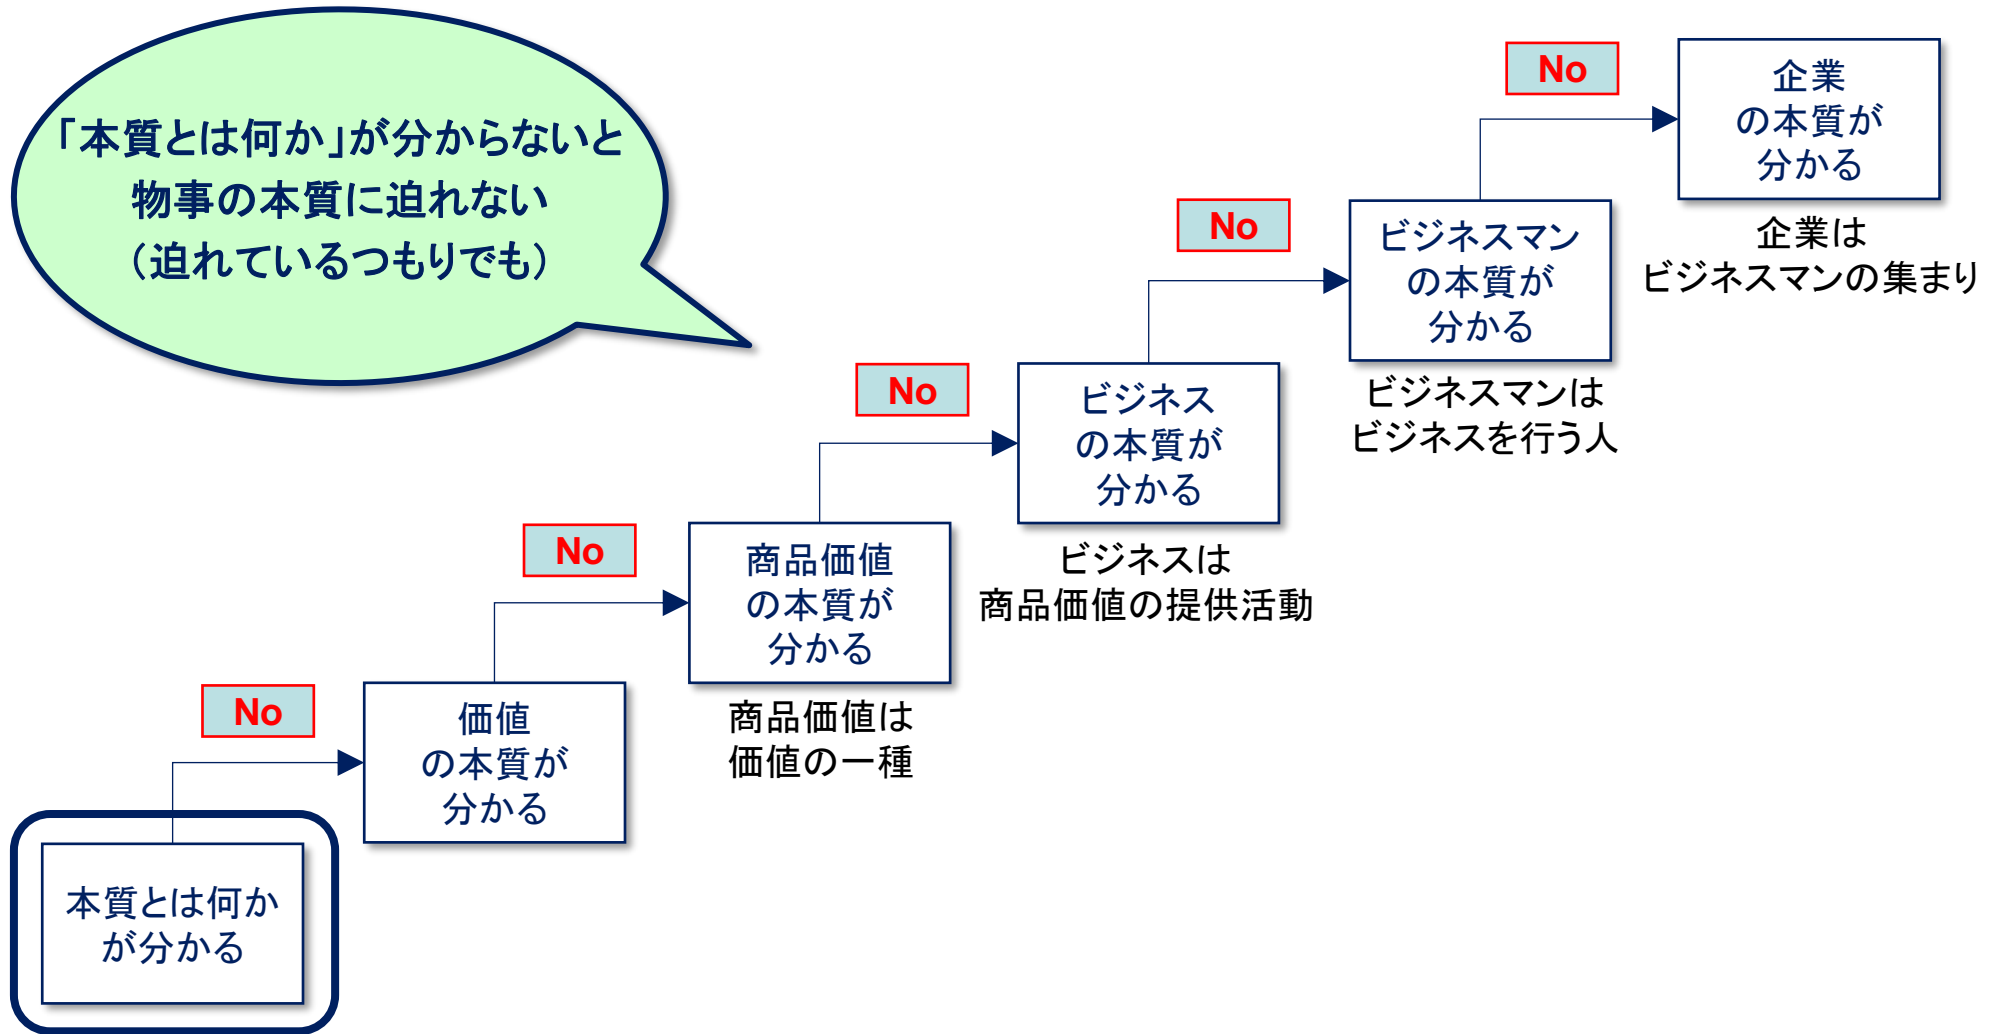 「本質とは何か」が分からないと
物事の本質に迫れない
（迫れているつもりでも）
No
企業
の本質が
分かる
企業は
ビジネスマンの集まり
No
ビジネスマン
の本質が
分かる
ビジネスマンは
ビジネスを行う人
No
ビジネス
の本質が
分かる
ビジネスは
商品価値の提供活動
No
商品価値
の本質が
分かる
商品価値は
価値の一種
No
価値
の本質が
分かる
本質とは何か
が分かる